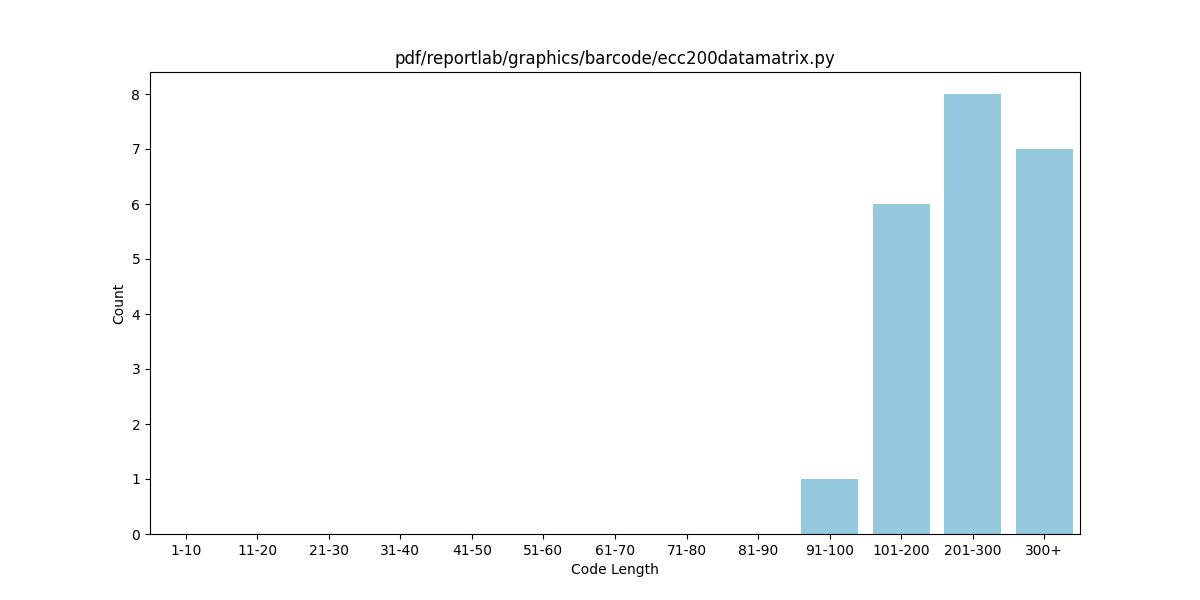 pdf/reportlab/graphics/barcode/ecc200datamatrix.py
8
7
6
5
4
3
2
1
0
Count
1-10 11-20 21-30 31-40 41-50 51-60 61-70 71-80 81-90 91-100 101-200 201-300 300+
Code Length